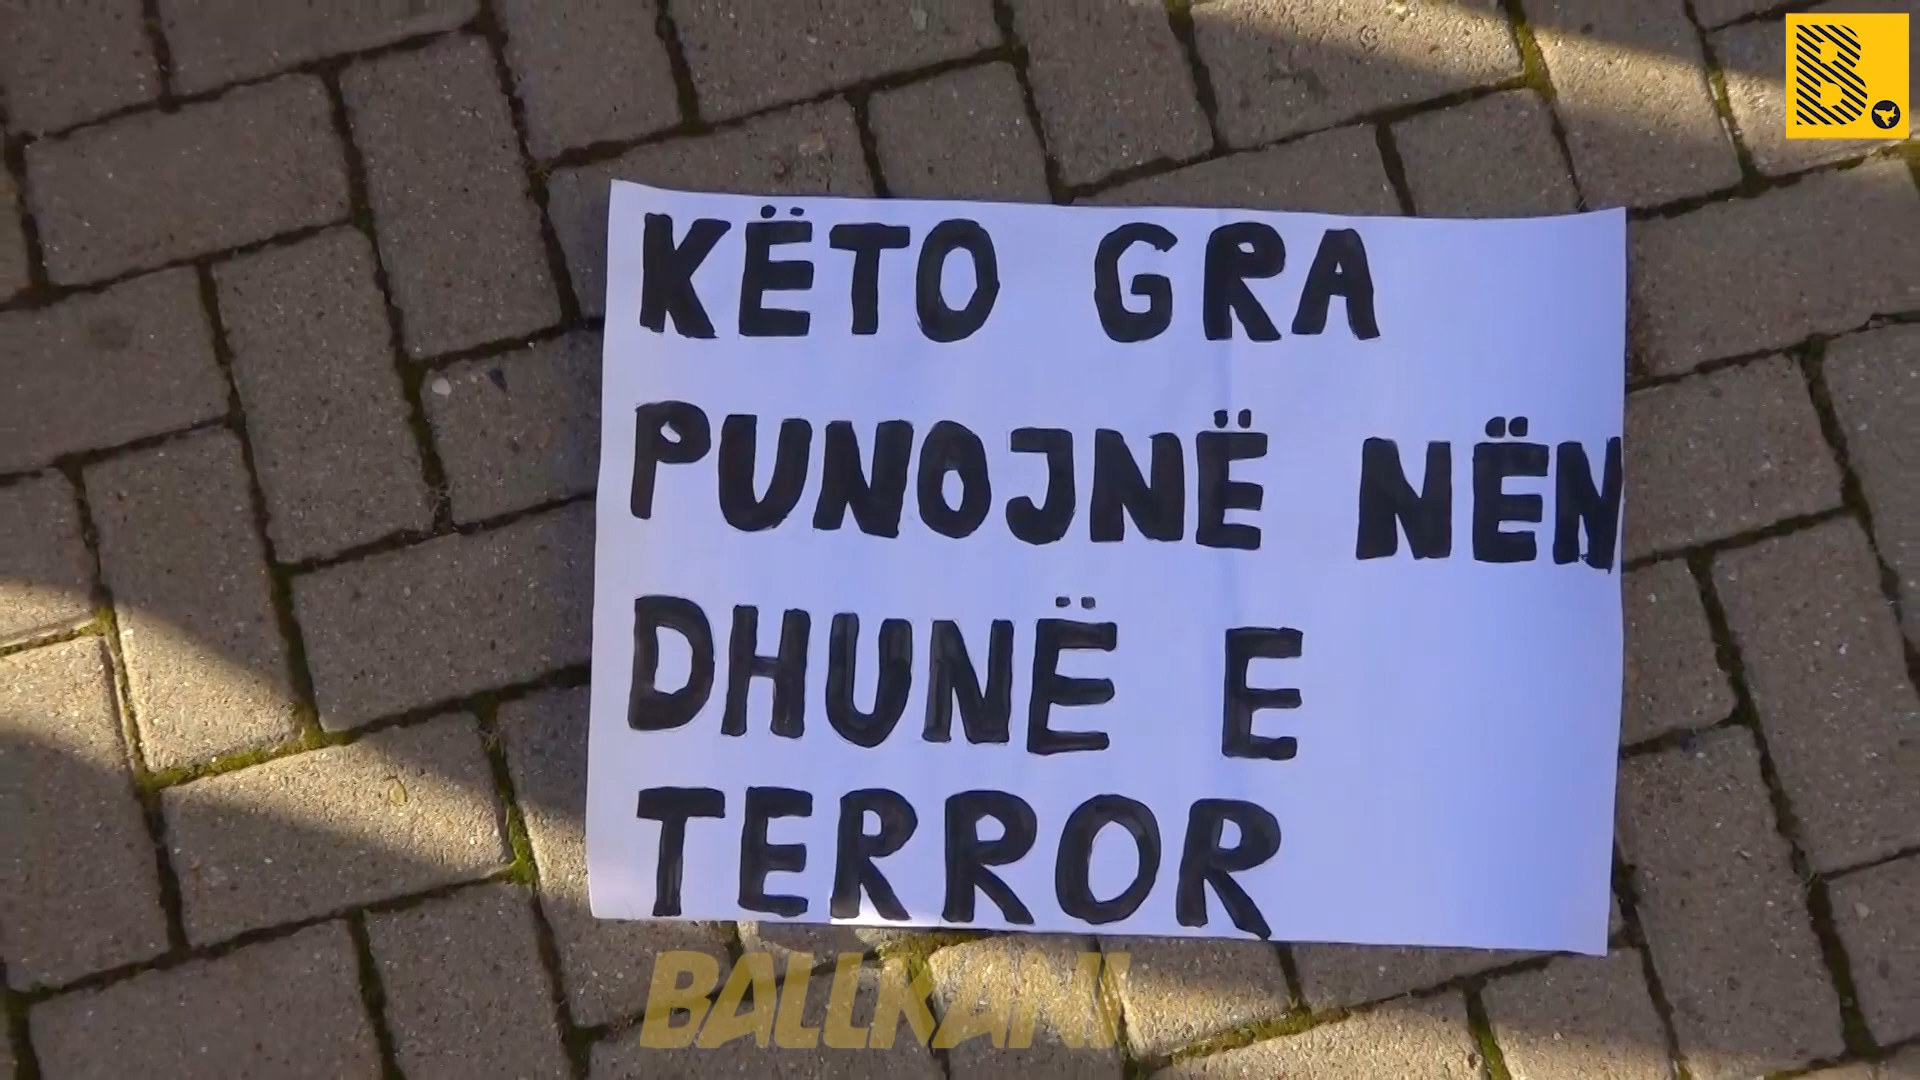 B.
KËTO GRA
PUNOJNË NËN
DHUNË E
TERROR
BALLKANI